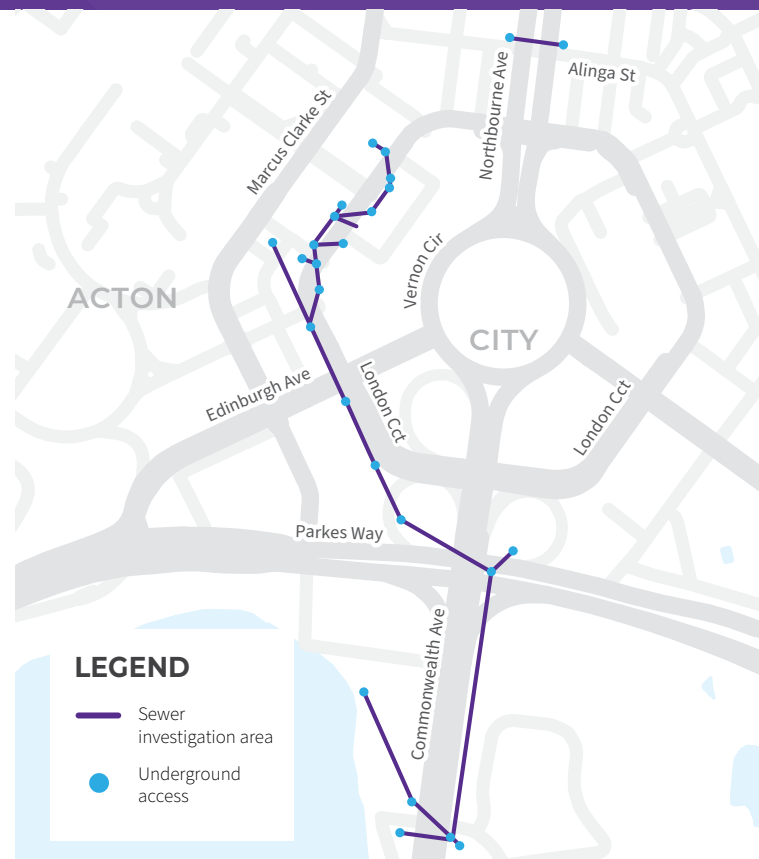 Alinga St
Northbourne Ave
Marcus Clarke St
Vernon Cir
ACTON
CITY
Edinburgh Ave
London Cct
London Cct
Parkes Way
Commonwealth Ave
LEGEND
Sewer
investigation area
Underground
access